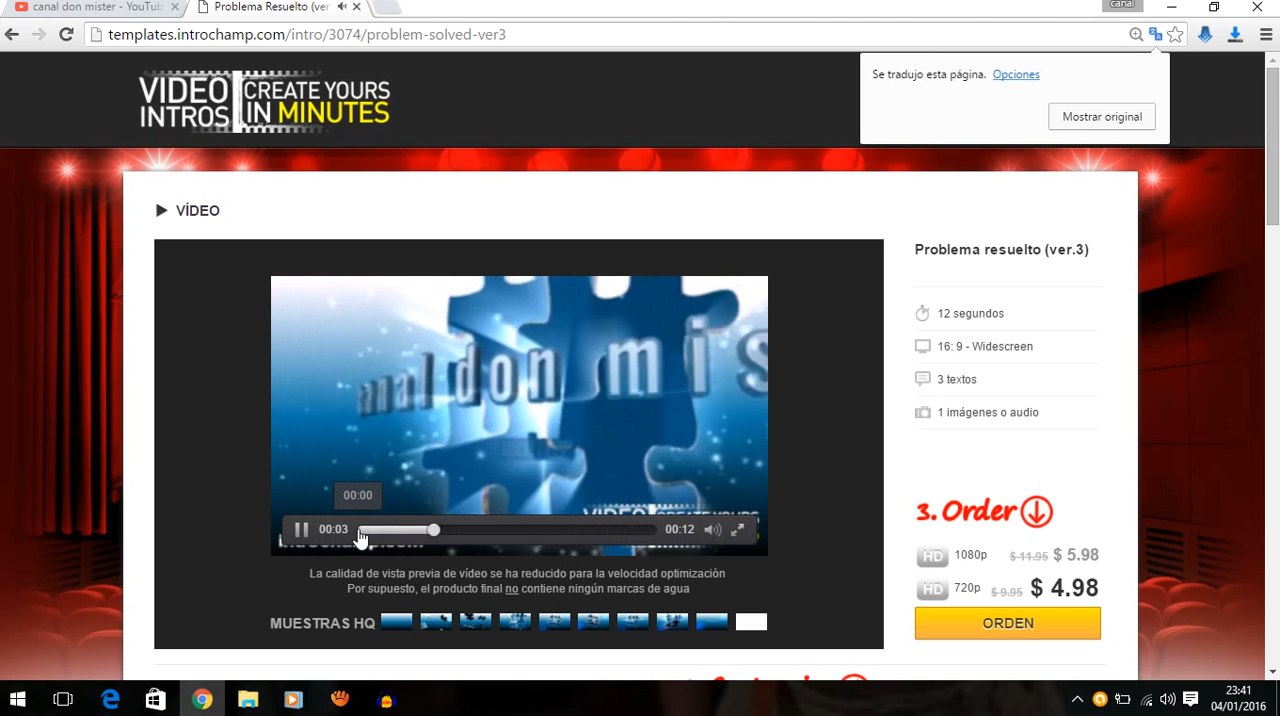 canal don mister - YouTub
Problema Resuelto (ver
canal
templates.introchamp.com/intro/3074/problem-solved-ver3
Se tradujo esta página. Opciones
Mostrar original
VIDEO INTROS
CREATE YOURS IN MINUTES
VÍDEO
Problema resuelto (ver.3)
12 segundos
16: 9 - Widescreen
3 textos
1 imágenes o audio
naldon mis
00:00
00:03
00:12
La calidad de vista previa de vídeo se ha reducido para la velocidad optimización
Por supuesto, el producto final no contiene ningún marcas de agua
MUESTRAS HQ
3. Order
HD 1080p $ 11.95 $ 5.98
HD 720p $ 9.95 $ 4.98
ORDEN
23:41
04/01/2016